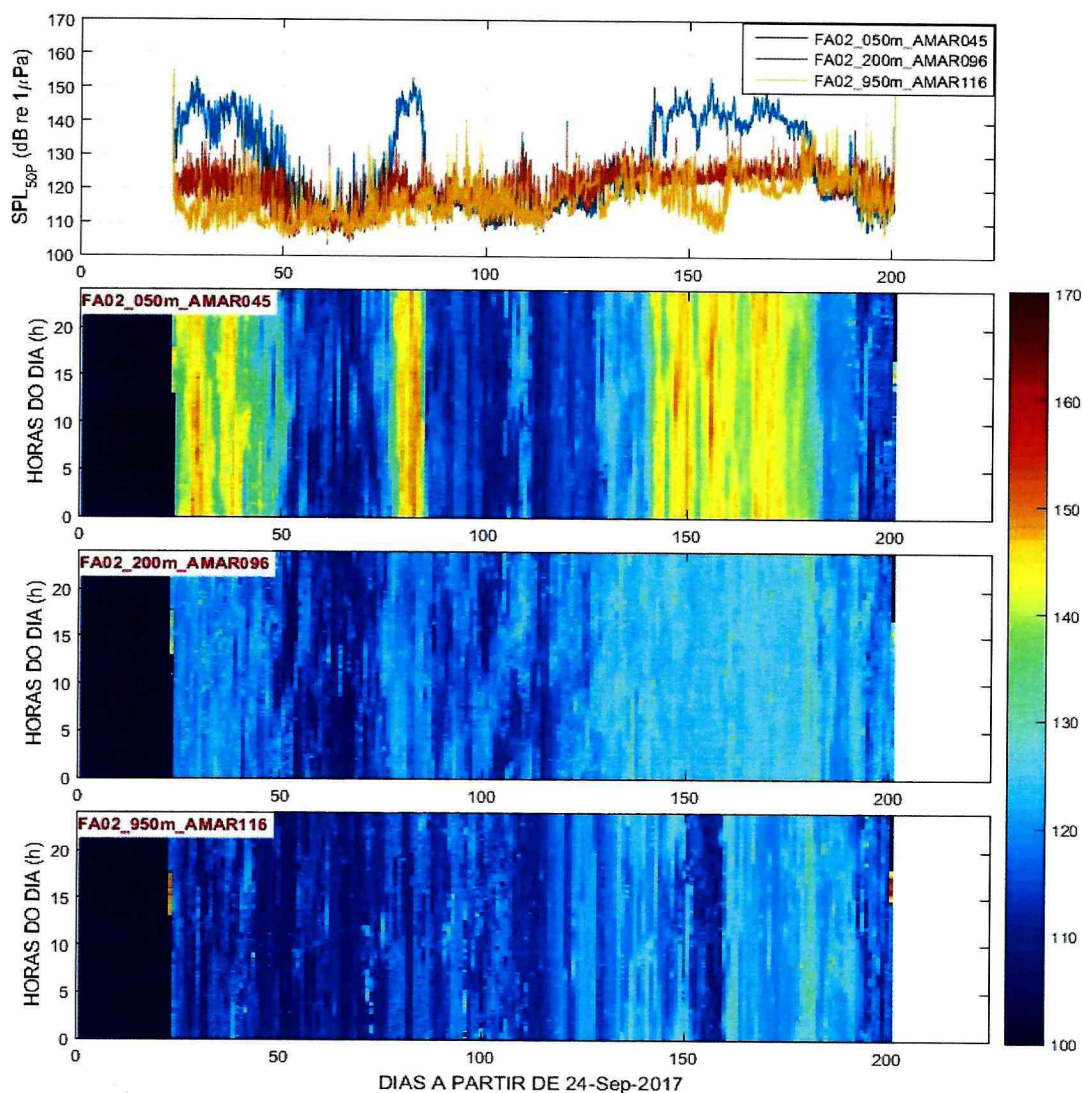 170
160
150
140
130
120
110
100
SPL50P (dB re 1μPa)
FA02_050m_AMAR045
FA02_200m_AMAR096
FA02_950m_AMAR116
0 50 100 150 200
FA02_050m_AMAR045
20
15
10
5
0
HORAS DO DIA (h)
0 50 100 150 200
FA02_200m_AMAR096
20
15
10
5
0
HORAS DO DIA (h)
0 50 100 150 200
FA02_950m_AMAR116
20
15
10
5
0
HORAS DO DIA (h)
0 50 100 150 200
DIAS A PARTIR DE 24-Sep-2017
170
160
150
140
130
120
110
100